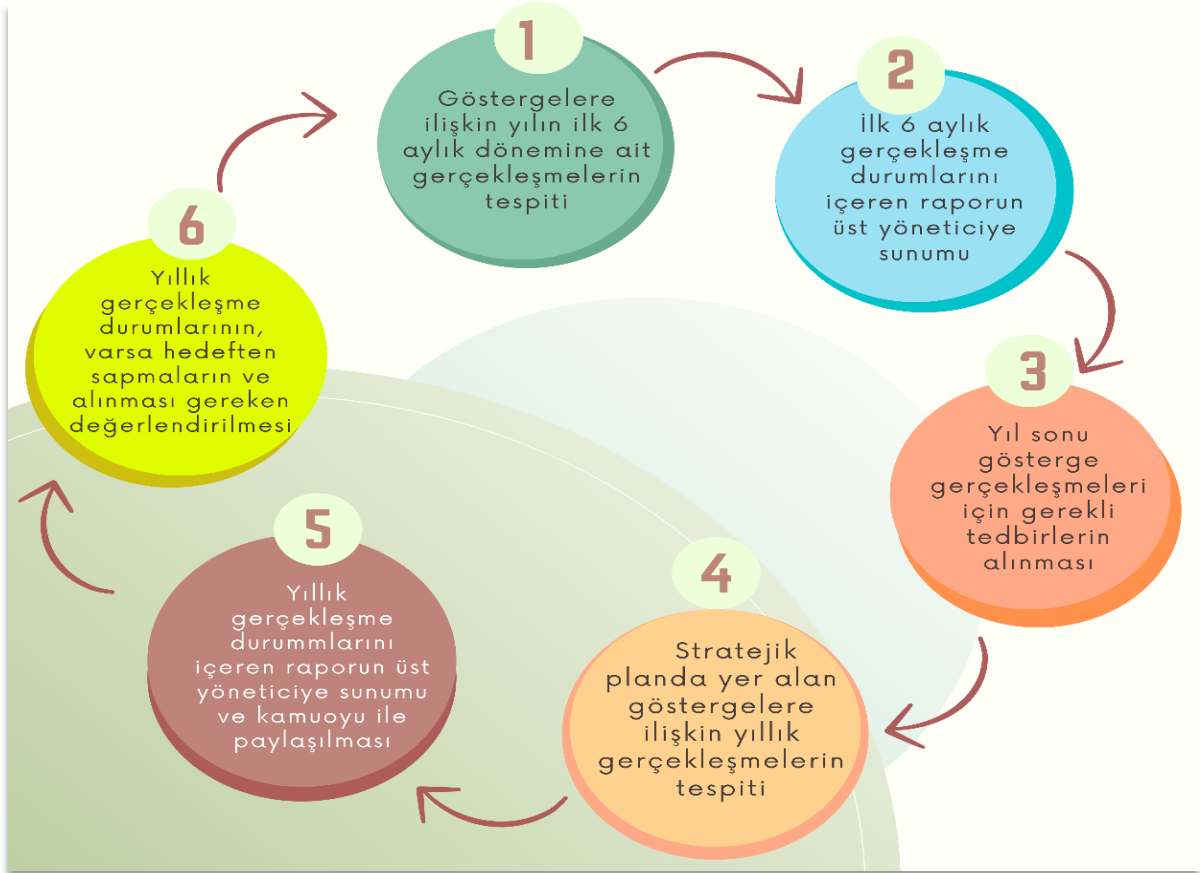 1
Göstergelere
ilişkin yılın ilk 6
aylık dönemine ait
gerçekleşmelerin
tespiti
2
İlk 6 aylık
gerçekleşme
durumlarını
içeren raporun
üst yöneticiye
sunumu
3
Yıl sonu
gösterge
gerçekleşmeleri
için gerekli
tedbirlerin
alınması
4
Stratejik
planda yer alan
göstergelere
ilişkin yıllık
gerçekleşmelerin
tespiti
5
Yıllık
gerçekleşme
durummlarını
içeren raporun üst
yöneticiye sunumu
ve kamuoyu ile
paylaşılması
6
Yıllık
gerçekleşme
durumlarının,
varsa hedeften
sapmaların ve
alınması gereken
değerlendirilmesi